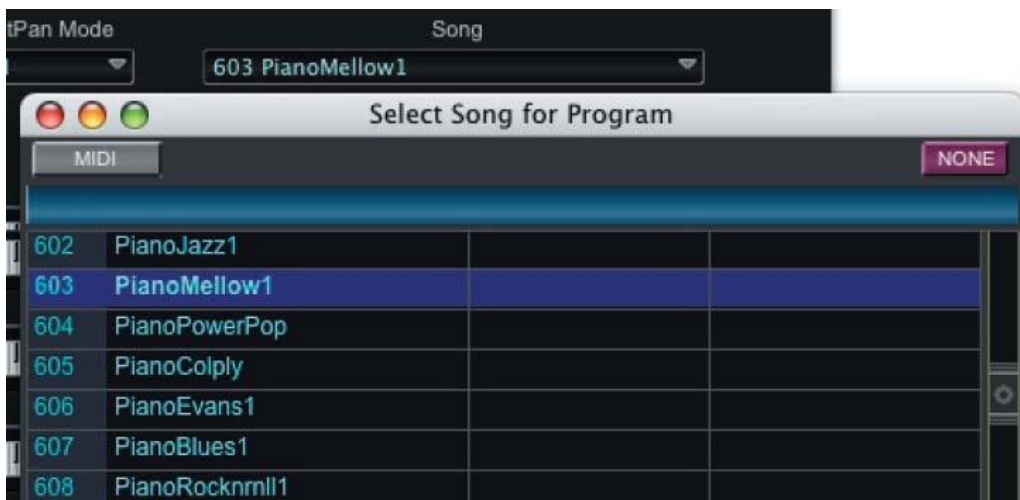 tPan Mode Song
603 PianoMellow1
Select Song for Program
MIDI NONE
602 PianoJazz1
603 PianoMellow1
604 PianoPowerPop
605 PianoColply
606 PianoEvans1
607 PianoBlues1
608 PianoRocknrnll1